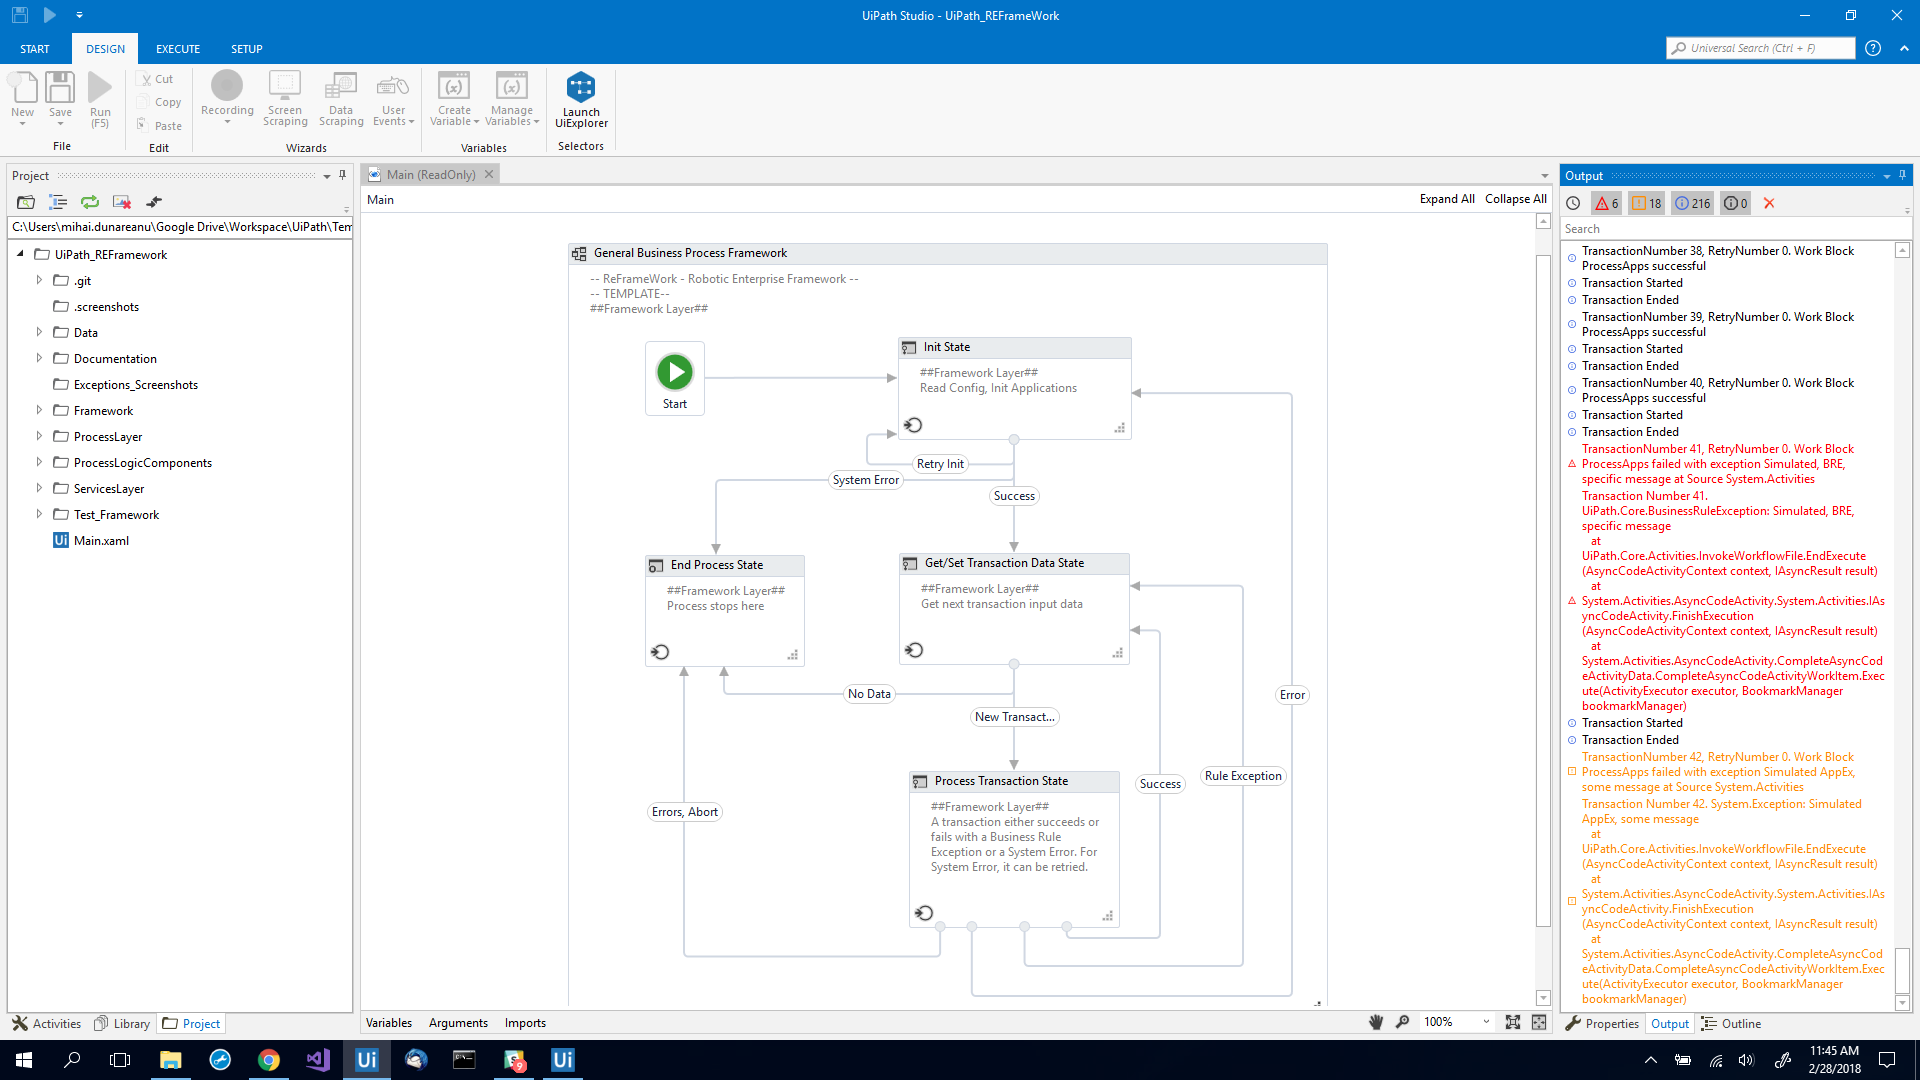 UiPath Studio - UiPath_REFrameWork
START
DESIGN
EXECUTE
SETUP
Universal Search (Ctrl + F)
New
Save
Run
(F5)
File
Cut
Copy
Paste
Edit
Recording
Screen
Scraping
Data
Scraping
User
Events
Wizards
Create
Variable
Manage
Variables
Variables
Launch
UiExplorer
Selectors
Project
C:\Users\mihai.dunareanu\Google Drive\Workspace\UiPath\Tem
UiPath_REFramework
.git
.screenshots
Data
Documentation
Exceptions_Screenshots
Framework
ProcessLayer
ProcessLogicComponents
ServicesLayer
Test_Framework
Ui Main.xaml
Activities
Library
Project
Main (ReadOnly)
Main
Expand All
Collapse All
General Business Process Framework
-- ReFrameWork - Robotic Enterprise Framework --
-- TEMPLATE--
##Framework Layer##
Start
Init State
##Framework Layer##
Read Config, Init Applications
Retry Init
System Error
Success
End Process State
##Framework Layer##
Process stops here
Get/Set Transaction Data State
##Framework Layer##
Get next transaction input data
No Data
New Transact...
Error
Rule Exception
Success
Errors, Abort
Process Transaction State
##Framework Layer##
A transaction either succeeds or
fails with a Business Rule
Exception or a System Error. For
System Error, it can be retried.
Variables
Arguments
Imports
100%
Output
6
18
216
0
Search
TransactionNumber 38, RetryNumber 0. Work Block
ProcessApps successful
Transaction Started
Transaction Ended
TransactionNumber 39, RetryNumber 0. Work Block
ProcessApps successful
Transaction Started
Transaction Ended
TransactionNumber 40, RetryNumber 0. Work Block
ProcessApps successful
Transaction Started
Transaction Ended
TransactionNumber 41, RetryNumber 0. Work Block
ProcessApps failed with exception Simulated, BRE,
specific message at Source System.Activities
Transaction Number 41.
UiPath.Core.BusinessRuleException: Simulated, BRE,
specific message
at
UiPath.Core.Activities.InvokeWorkflowFile.EndExecute
(AsyncCodeActivityContext context, IAsyncResult result)
at
System.Activities.AsyncCodeActivity.System.Activities.IAs
yncCodeActivity.FinishExecution
(AsyncCodeActivityContext context, IAsyncResult result)
at
System.Activities.AsyncCodeActivity.CompleteAsyncCod
eActivityData.CompleteAsyncCodeActivityWorkItem.Exec
ute(ActivityExecutor executor, BookmarkManager
bookmarkManager)
Transaction Started
Transaction Ended
TransactionNumber 42, RetryNumber 0. Work Block
ProcessApps failed with exception Simulated AppEx,
some message at Source System.Activities
Transaction Number 42. System.Exception: Simulated
AppEx, some message
at
UiPath.Core.Activities.InvokeWorkflowFile.EndExecute
(AsyncCodeActivityContext context, IAsyncResult result)
at
System.Activities.AsyncCodeActivity.System.Activities.IAs
yncCodeActivity.FinishExecution
(AsyncCodeActivityContext context, IAsyncResult result)
at
System.Activities.AsyncCodeActivity.CompleteAsyncCod
eActivityData.CompleteAsyncCodeActivityWorkItem.Exec
ute(ActivityExecutor executor, BookmarkManager
bookmarkManager)
Properties
Output
Outline
Ui
9
Ui
11:45 AM
2/28/2018